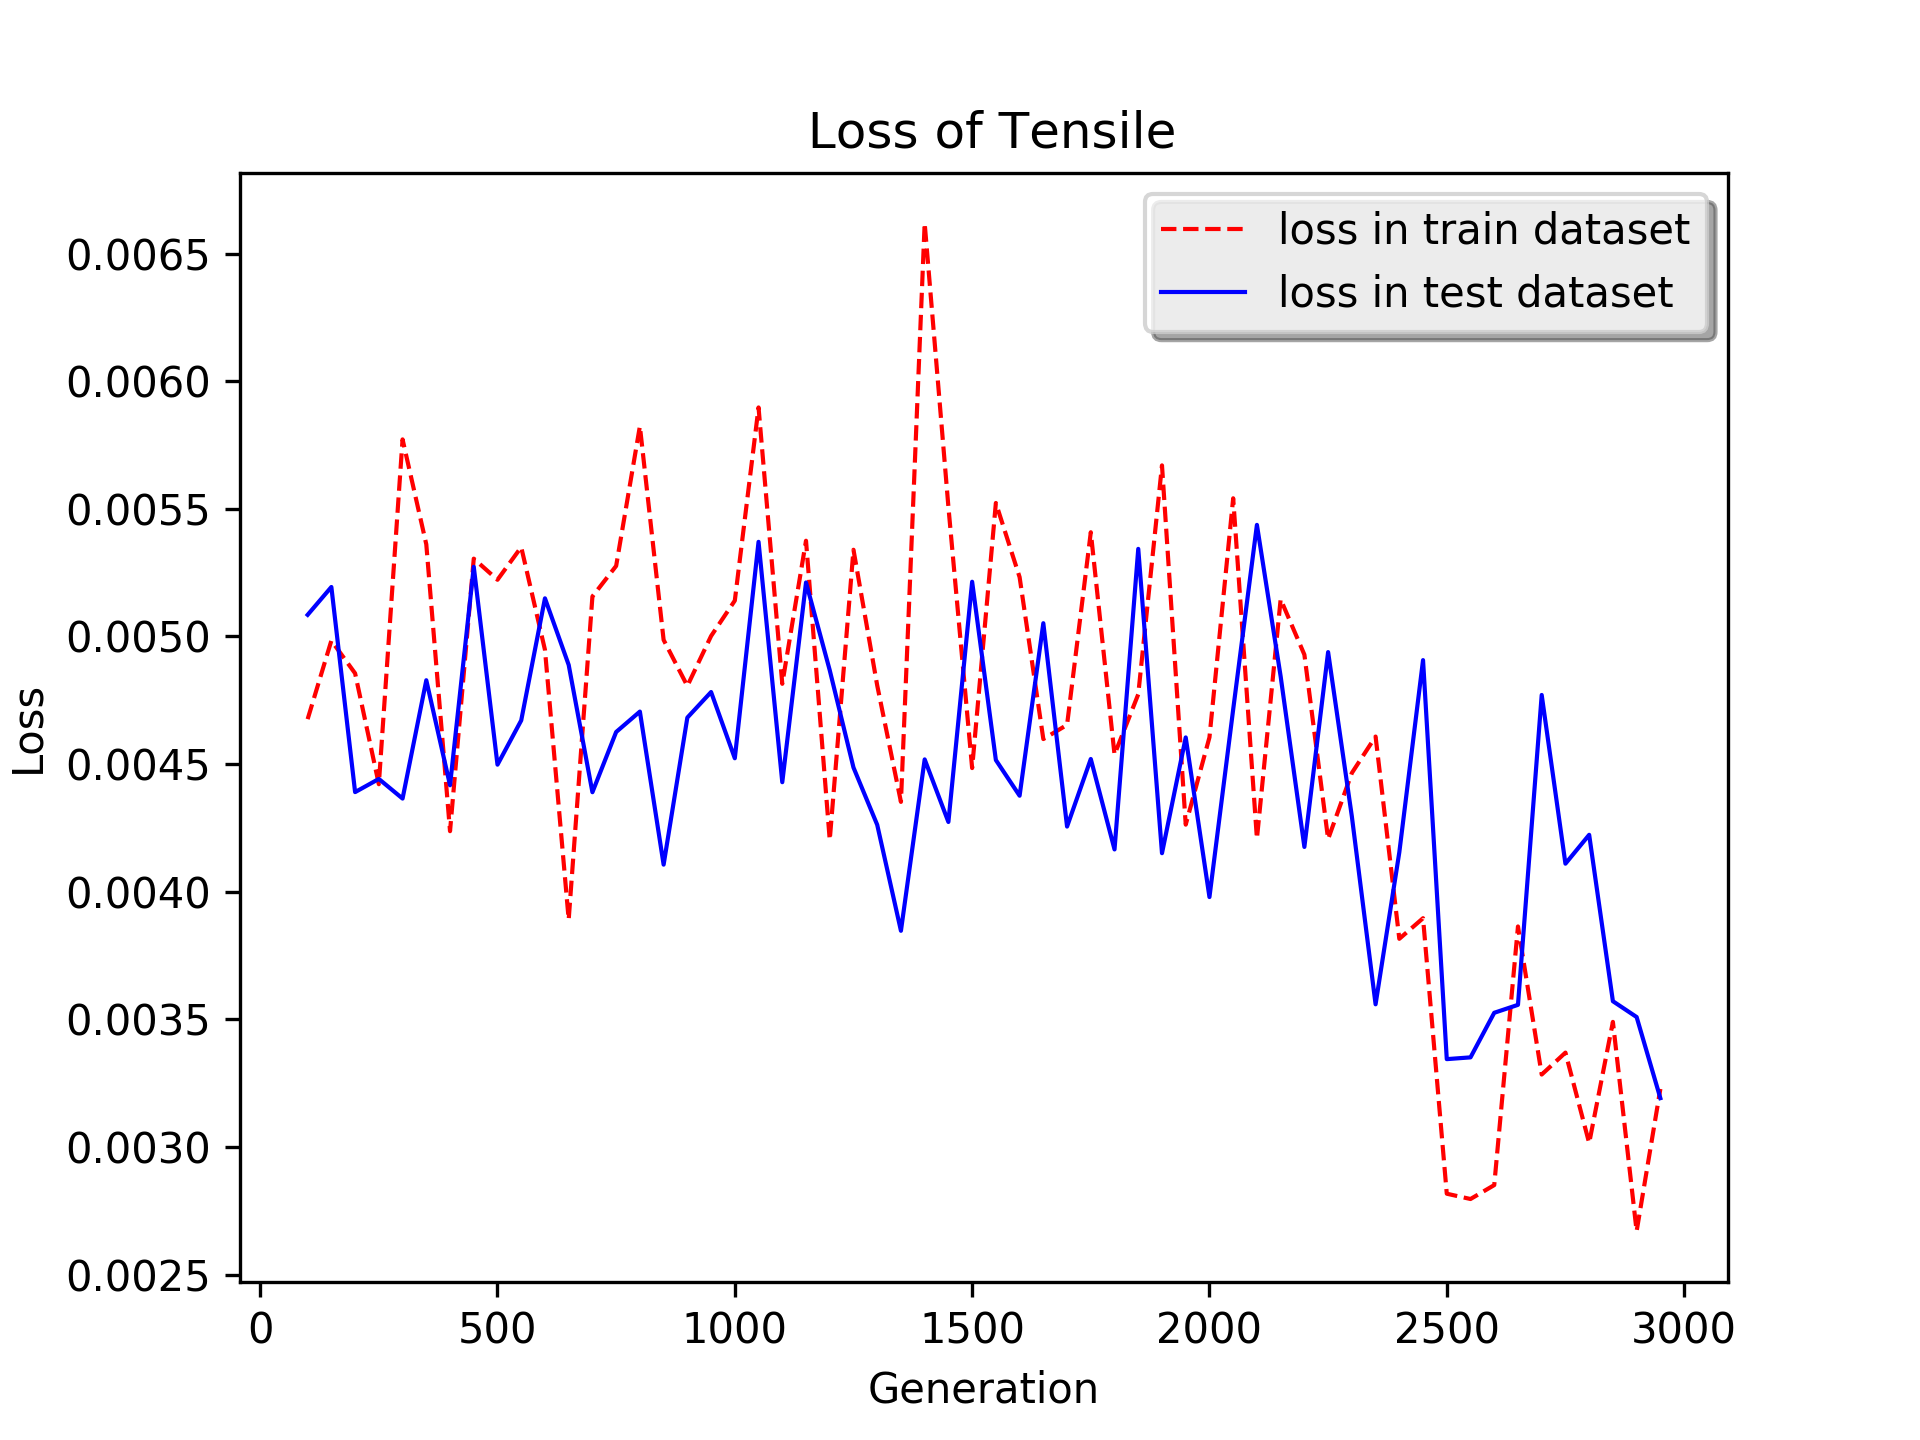 Loss of Tensile
loss in train dataset
loss in test dataset
0.0065
0.0060
0.0055
0.0050
0.0045
0.0040
0.0035
0.0030
0.0025
Loss
0 500 1000 1500 2000 2500 3000
Generation